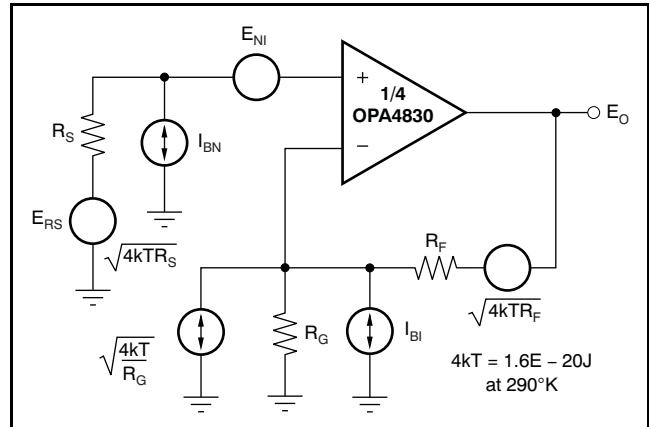 E_NI
+
1/4
OPA4830
−
E_O
R_S
I_BN
E_RS
√4kTR_S
R_F
√4kTR_F
√4kT/R_G
R_G
I_BI
4kT = 1.6E − 20J
at 290°K